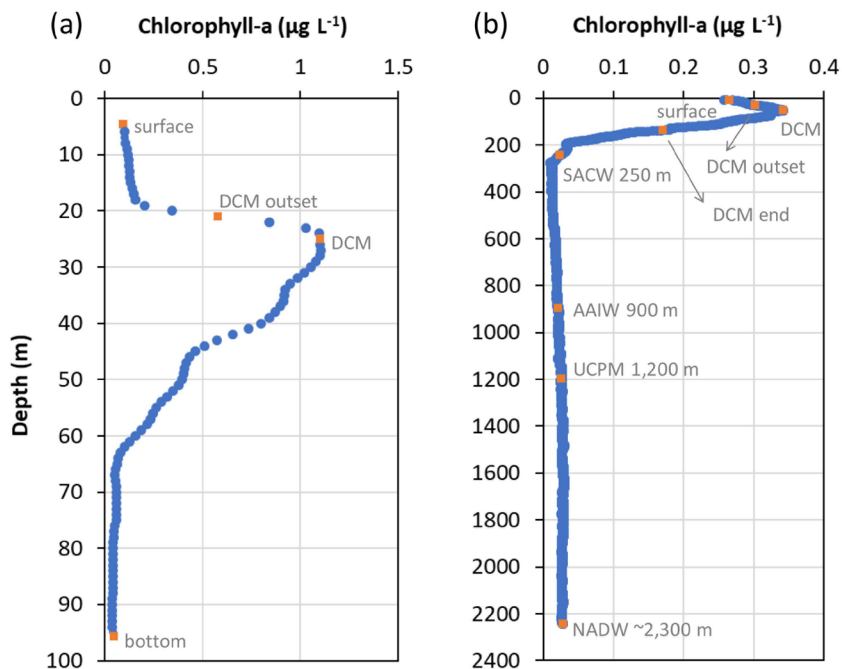 (a)
Chlorophyll-a (µg L⁻¹)
0 0.5 1 1.5
Depth (m)
0
10
20
30
40
50
60
70
80
90
100
surface
DCM outset
DCM
bottom
(b)
Chlorophyll-a (µg L⁻¹)
0 0.1 0.2 0.3 0.4
0
200
400
600
800
1000
1200
1400
1600
1800
2000
2200
2400
surface
DCM
DCM outset
SACW 250 m
DCM end
AAIW 900 m
UCPM 1,200 m
NADW ~2,300 m